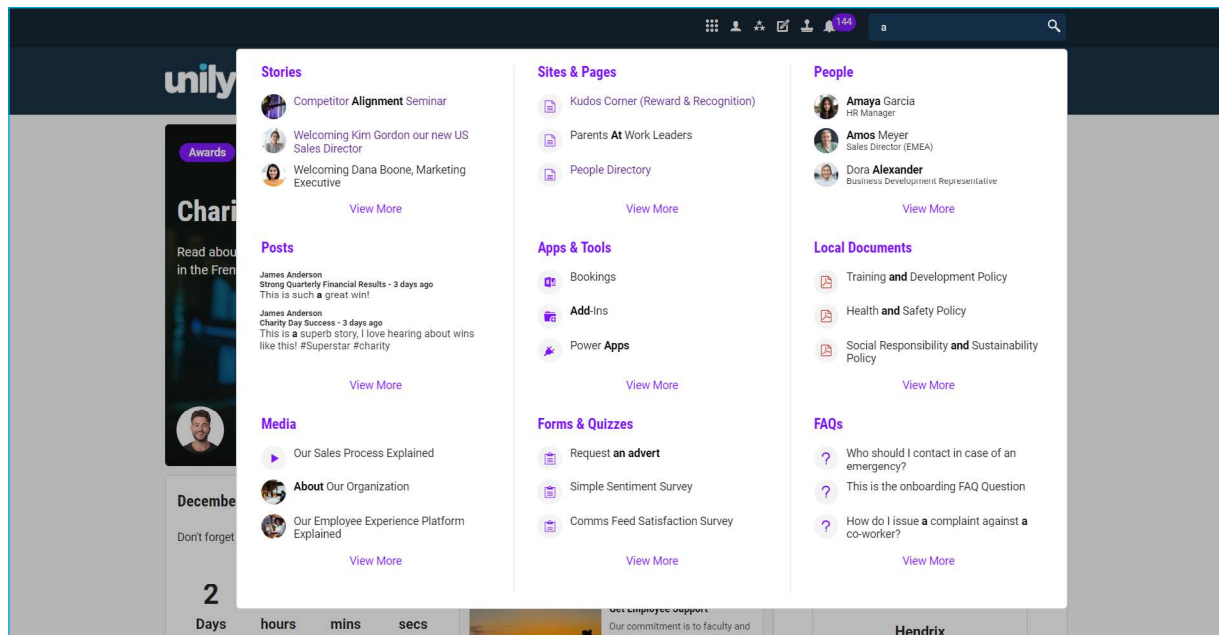 144
a
unily
Stories
Competitor Alignment Seminar
Welcoming Kim Gordon our new US
Sales Director
Welcoming Dana Boone, Marketing
Executive
View More
Sites & Pages
Kudos Corner (Reward & Recognition)
Parents At Work Leaders
People Directory
View More
People
Amaya Garcia
HR Manager
Amos Meyer
Sales Director (EMEA)
Dora Alexander
Business Development Representative
View More
Posts
James Anderson
Strong Quarterly Financial Results - 3 days ago
This is such a great win!
James Anderson
Charity Day Success - 3 days ago
This is a superb story, I love hearing about wins
like this! #Superstar #charity
View More
Apps & Tools
Bookings
Add-Ins
Power Apps
View More
Local Documents
Training and Development Policy
Health and Safety Policy
Social Responsibility and Sustainability
Policy
View More
Media
Our Sales Process Explained
About Our Organization
Our Employee Experience Platform
Explained
View More
Forms & Quizzes
Request an advert
Simple Sentiment Survey
Comms Feed Satisfaction Survey
View More
FAQs
Who should I contact in case of an
emergency?
This is the onboarding FAQ Question
How do I issue a complaint against a
co-worker?
View More
Awards
Chari
Read abou
in the Fren
Decembe
Don't forget
2
Days hours mins secs
Get Employee Support
Our commitment is to faculty and
Hendrix